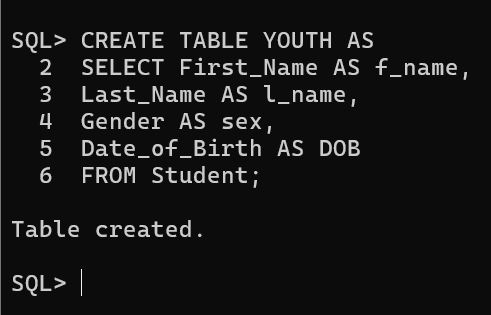 SQL> CREATE TABLE YOUTH AS
  2  SELECT First_Name AS f_name,
  3  Last_Name AS l_name,
  4  Gender AS sex,
  5  Date_of_Birth AS DOB
  6  FROM Student;
Table created.
SQL>